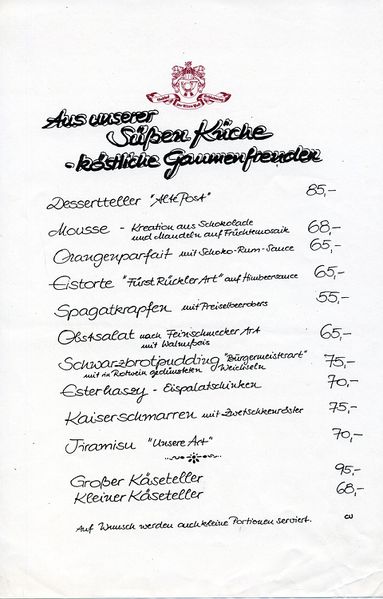 Aus unserer
Süßen Küche
- köstliche Gaumenfreuden
Dessertteller "Alte Post" 85,-
Mousse - Kreation aus Schokolade
und Mandeln auf Früchtemosaik 68,-
Orangenparfait mit Schoko-Rum-Sauce 65,-
Eistorte "Fürst Rückler Art" auf Himbeersauce 65,-
Spagatkrapfen mit Preiselbeerobers 55,-
Obstsalat nach Feinschmecker Art
mit Walnußeis 65,-
Schwarzbrotpudding "Bürgermeisterart" 75,-
mit in Rotwein gedünsteten Weichseln
Esterhazy - Eispalatschinken 70,-
Kaiserschmarren mit Zwetschkenröster 75,-
Tiramisu "Unsere Art" 70,-
Großer Käseteller 95,-
Kleiner Käseteller 68,-
Auf Wunsch werden auch kleine Portionen serviert.